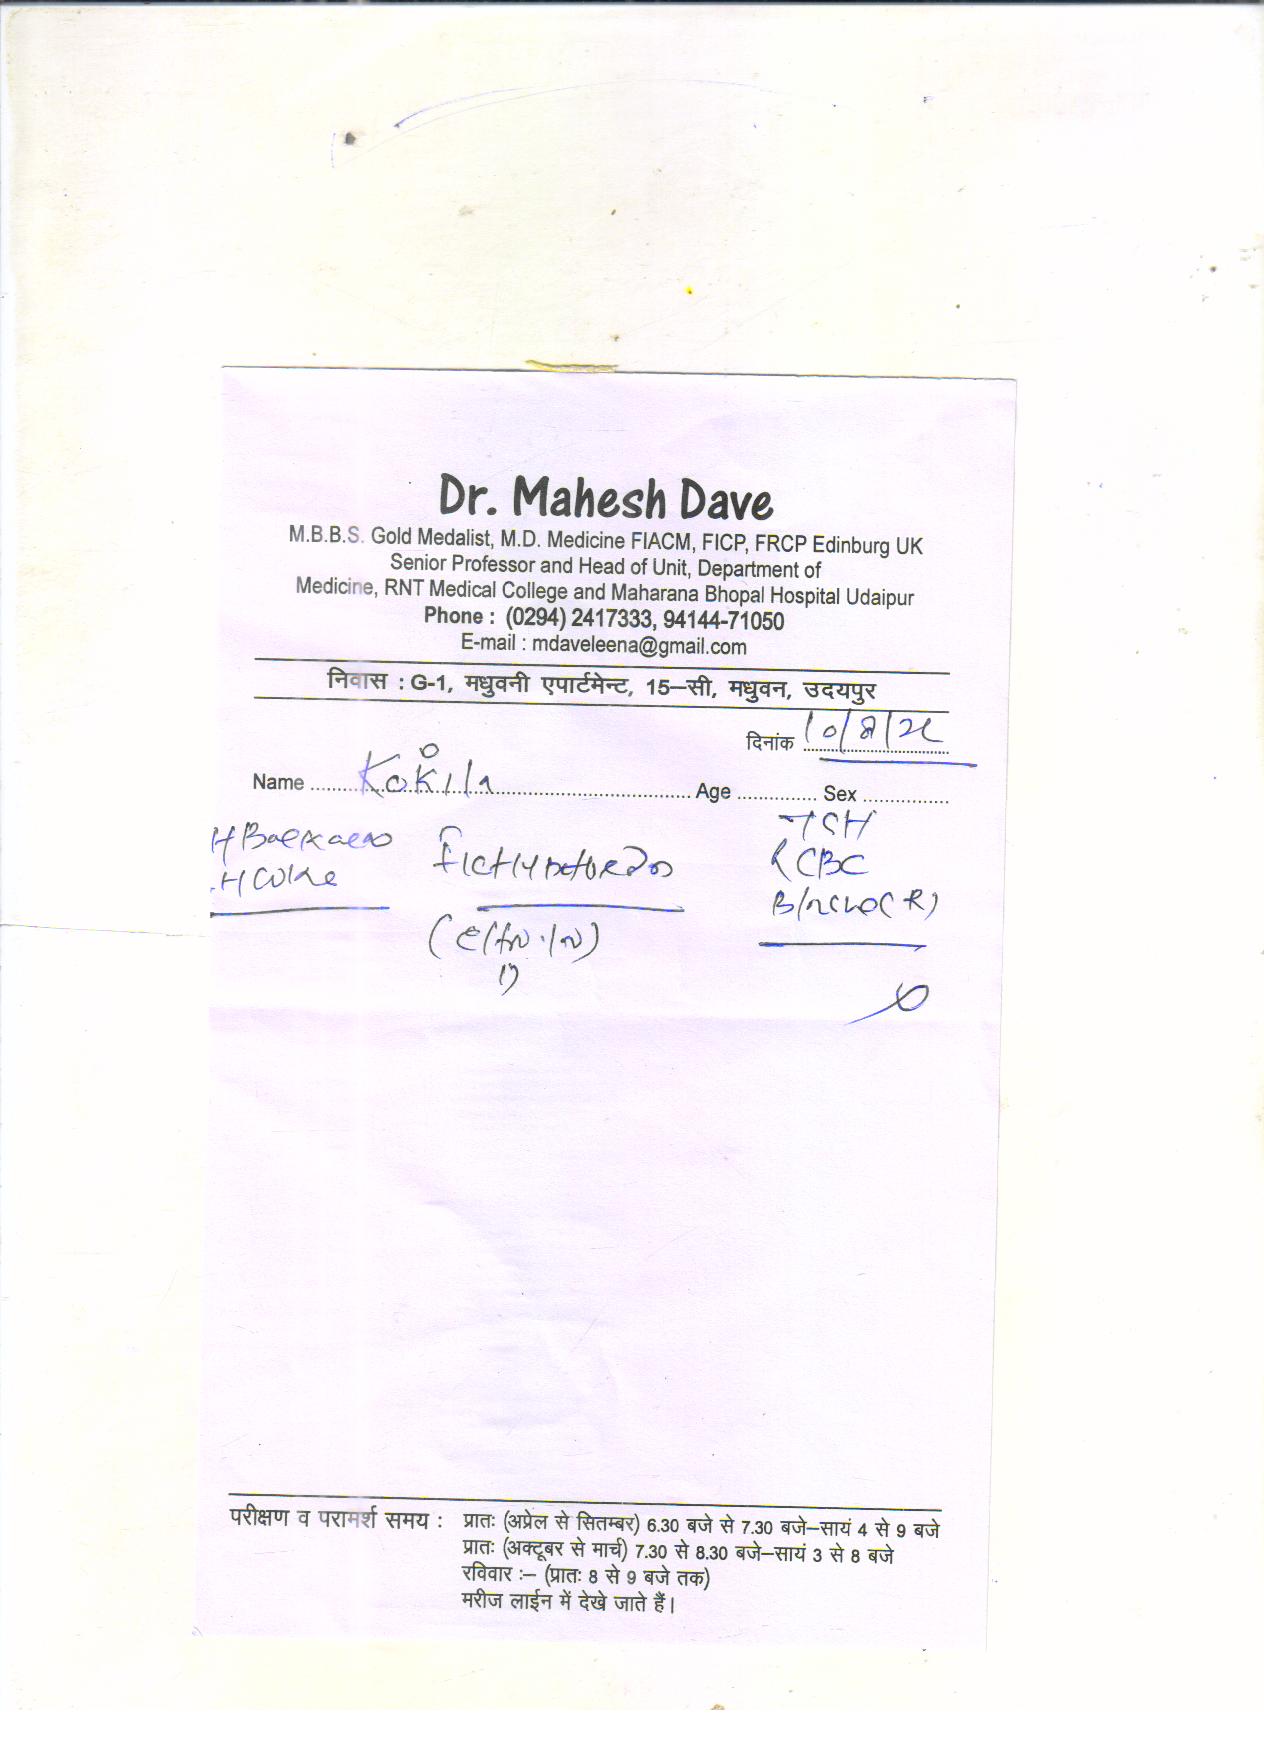 Dr. Mahesh Dave
M.B.B.S. Gold Medalist, M.D. Medicine FIACM, FICP, FRCP Edinburg UK
Senior Professor and Head of Unit, Department of
Medicine, RNT Medical College and Maharana Bhopal Hospital Udaipur
Phone : (0294) 2417333, 94144-71050
E-mail : mdaveleena@gmail.com
निवास : G-1, मधुवनी एपार्टमेन्ट, 15–सी, मधुवन, उदयपुर
दिनांक
Name Kokila Age Sex
TSH
CBC
परीक्षण व परामर्श समय : प्रातः (अप्रेल से सितम्बर) 6.30 बजे से 7.30 बजे–सायं 4 से 9 बजे
प्रातः (अक्टूबर से मार्च) 7.30 से 8.30 बजे–सायं 3 से 8 बजे
रविवार :– (प्रातः 8 से 9 बजे तक)
मरीज लाईन में देखे जाते हैं।